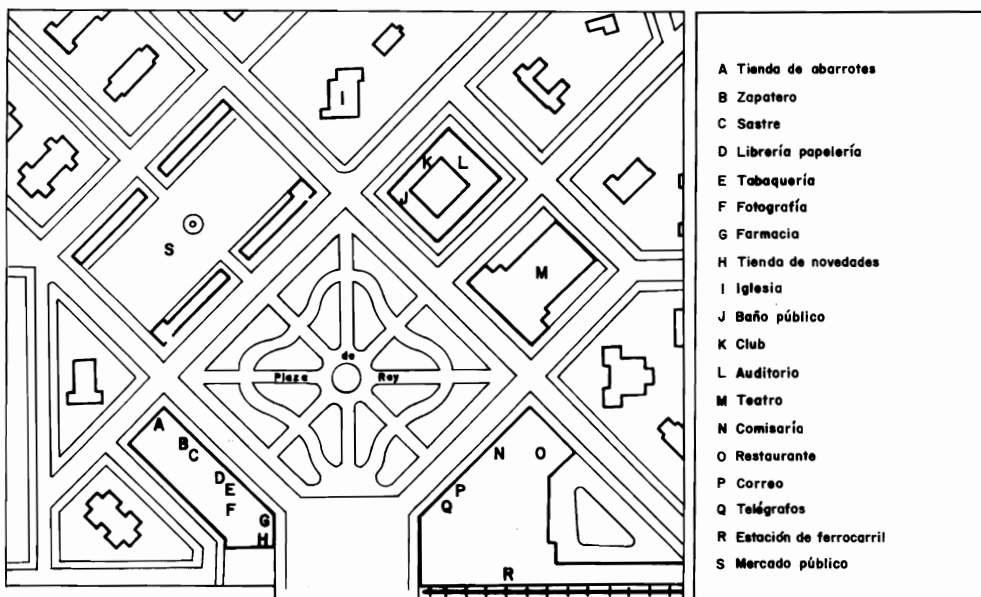 I
K
L
J
S
M
de
Plaza Rey
A
B
C
D
E
F
G
H
N
O
P
Q
R
A Tienda de abarrotes
B Zapatero
C Sastre
D Librería papelería
E Tabaquería
F Fotografía
G Farmacia
H Tienda de novedades
I Iglesia
J Baño público
K Club
L Auditorio
M Teatro
N Comisaría
O Restaurante
P Correo
Q Telégrafos
R Estación de ferrocarril
S Mercado público